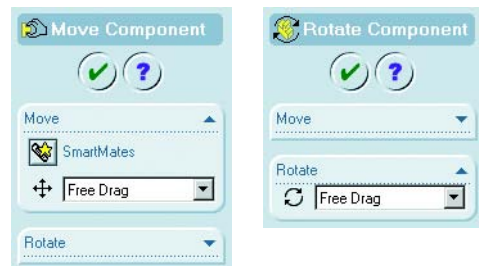 Move Component
?
Move
SmartMates
Free Drag
Rotate
Rotate Component
?
Move
Rotate
Free Drag